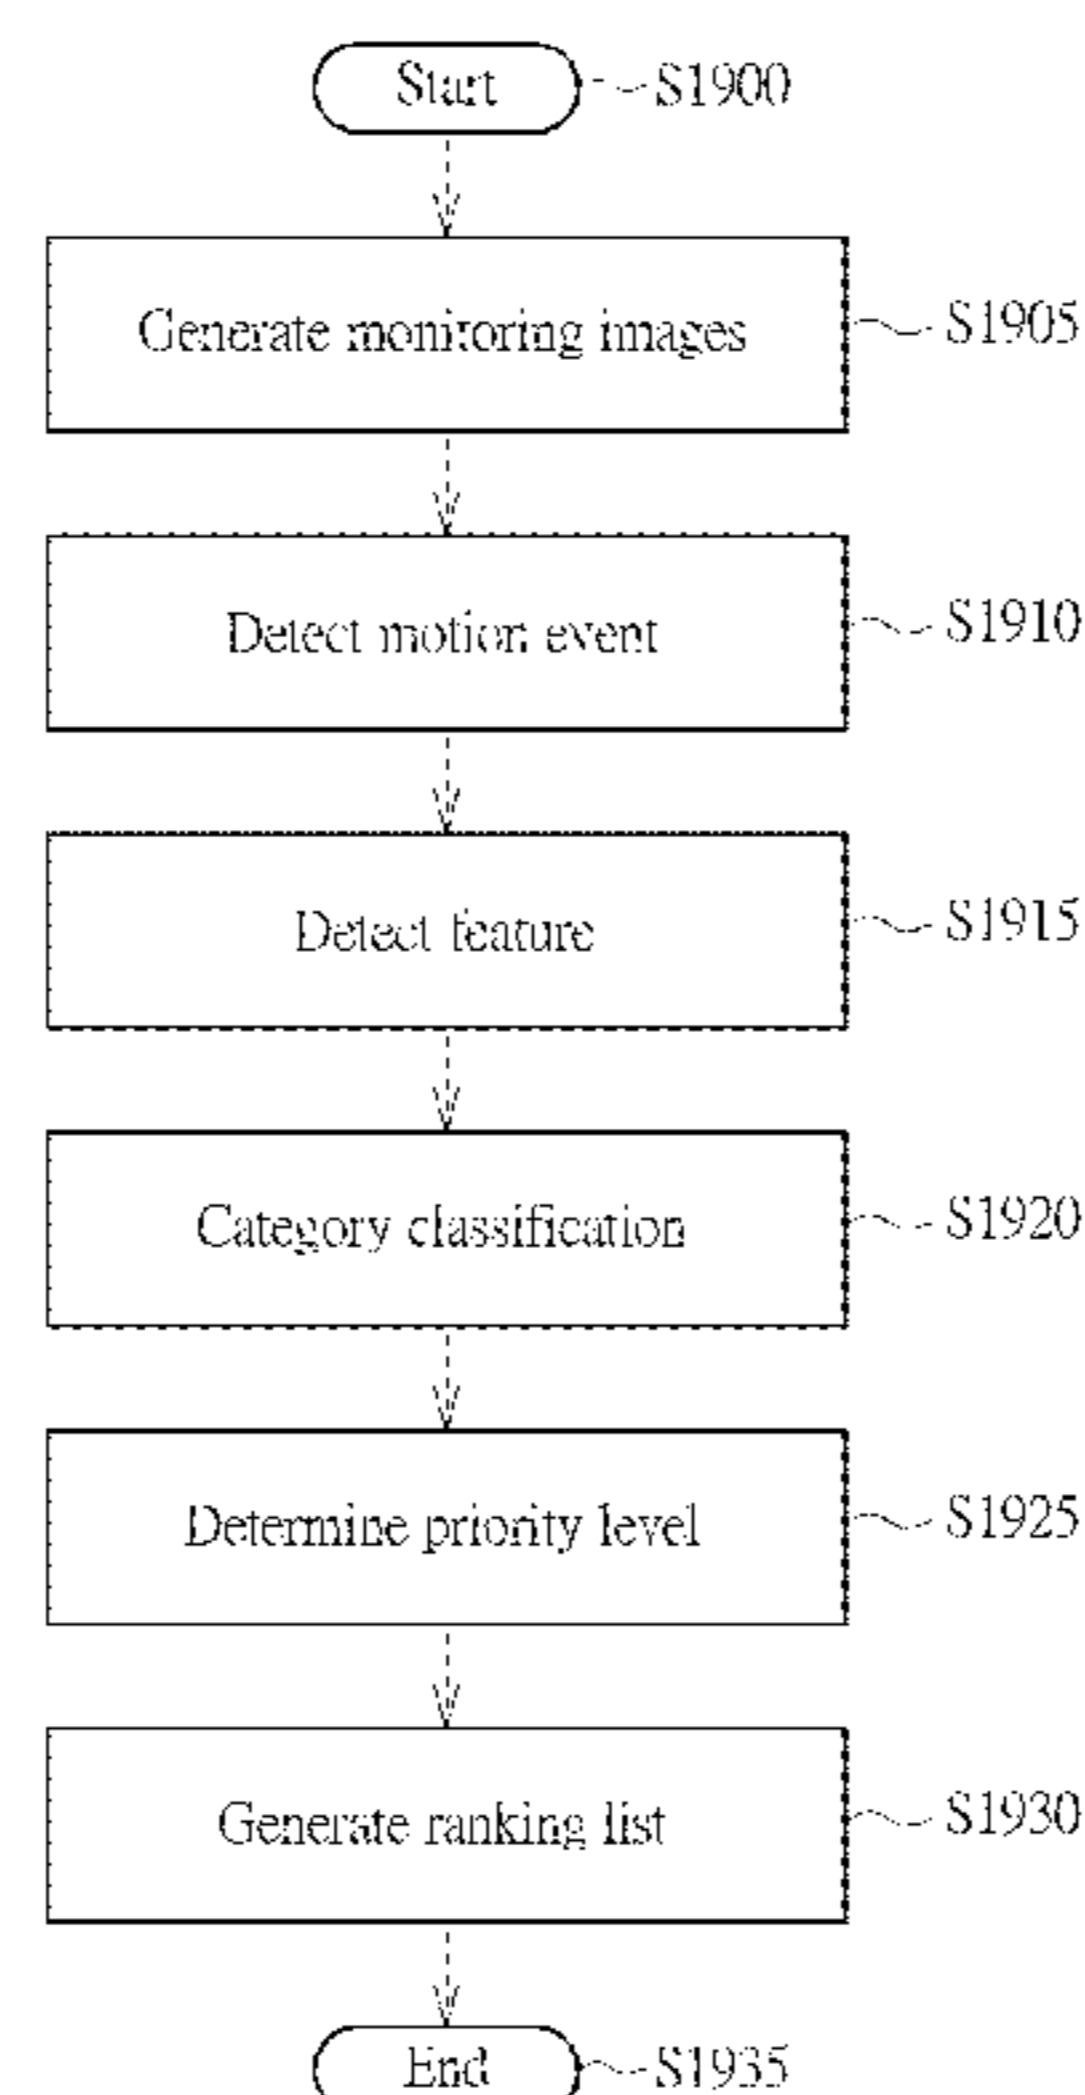 Start S1900
Generate monitoring images S1905
Detect motion event S1910
Detect feature S1915
Category classification S1920
Determine priority level S1925
Generate ranking list S1930
End S1935